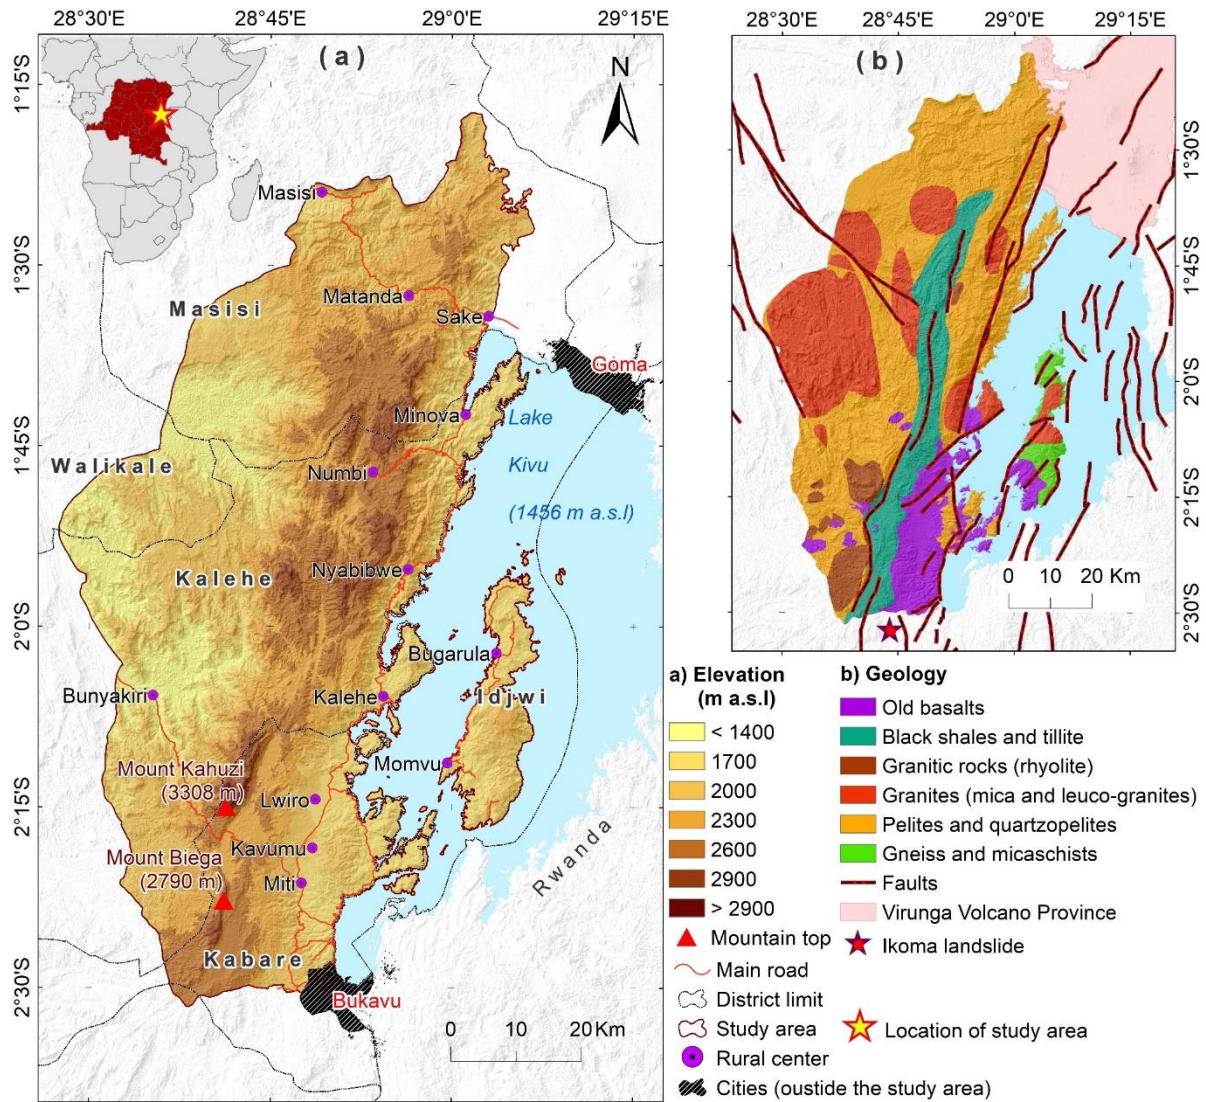 28°30'E 28°45'E 29°0'E 29°15'E
( a )
N
1°15'S
1°30'S
1°45'S
2°0'S
2°15'S
2°30'S
Masisi
Matanda
Masisi
Sake
Goma
Minova
Lake
Kivu
(1456 m a.s.l)
Walikale
Numbi
Kalehe
Nyabibwe
Bugarula
Bunyakiri
Kalehe
Idjwi
Mount Kahuzi
(3308 m)
Momvu
Lwiro
Mount Biega
(2790 m)
Kavumu
Miti
Rwanda
Kabare
Bukavu
0 10 20 Km
28°30'E 28°45'E 29°0'E 29°15'E
( b )
1°30'S
1°45'S
2°0'S
2°15'S
2°30'S
0 10 20 Km
a) Elevation
(m a.s.l)
< 1400
1700
2000
2300
2600
2900
> 2900
Mountain top
Main road
District limit
Study area
Rural center
Cities (oustide the study area)
b) Geology
Old basalts
Black shales and tillite
Granitic rocks (rhyolite)
Granites (mica and leuco-granites)
Pelites and quartzopelites
Gneiss and micaschists
Faults
Virunga Volcano Province
Ikoma landslide
Location of study area